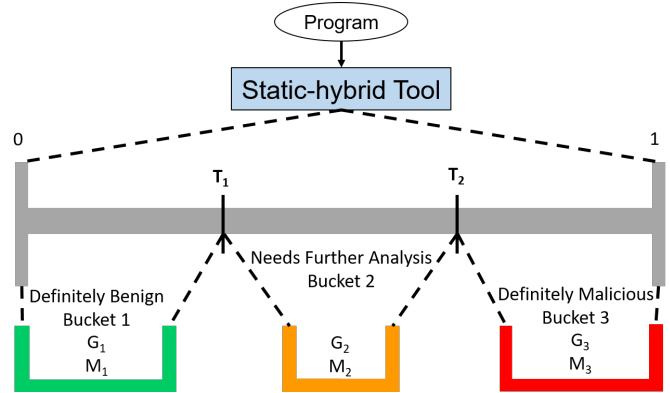 Program
Static-hybrid Tool
0
1
T₁
T₂
Needs Further Analysis
Bucket 2
Definitely Benign
Bucket 1
G₁
M₁
G₂
M₂
Definitely Malicious
Bucket 3
G₃
M₃